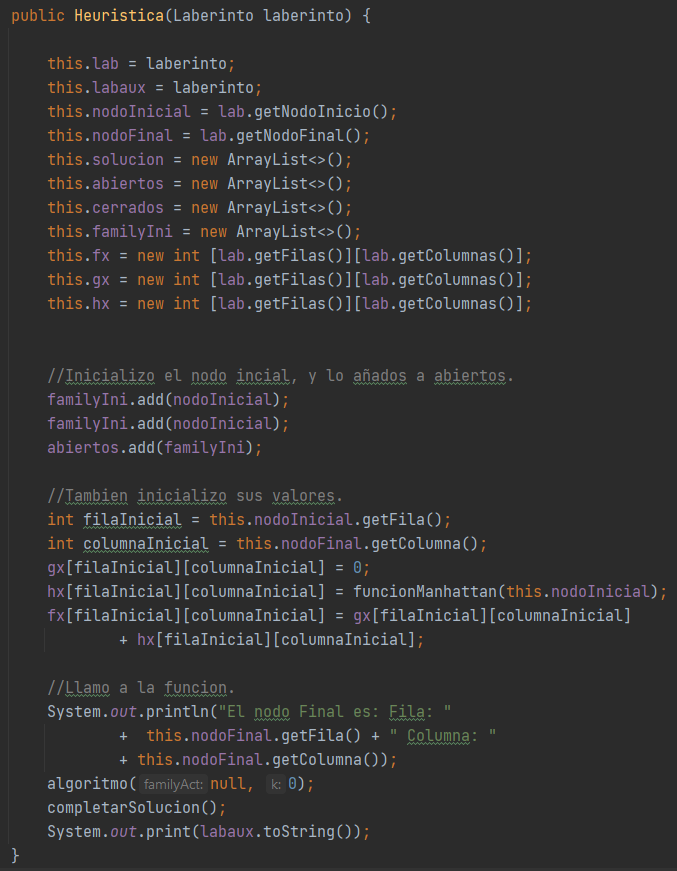 public Heuristica(Laberinto laberinto) {
this.lab = laberinto;
this.labaux = laberinto;
this.nodoInicial = lab.getNodoInicio();
this.nodoFinal = lab.getNodoFinal();
this.solucion = new ArrayList<>();
this.abiertos = new ArrayList<>();
this.cerrados = new ArrayList<>();
this.familyIni = new ArrayList<>();
this.fx = new int [lab.getFilas()][lab.getColumnas()];
this.gx = new int [lab.getFilas()][lab.getColumnas()];
this.hx = new int [lab.getFilas()][lab.getColumnas()];
//Inicializo el nodo incial, y lo añados a abiertos.
familyIni.add(nodoInicial);
familyIni.add(nodoInicial);
abiertos.add(familyIni);
//Tambien inicializo sus valores.
int filaInicial = this.nodoInicial.getFila();
int columnaInicial = this.nodoFinal.getColumna();
gx[filaInicial][columnaInicial] = 0;
hx[filaInicial][columnaInicial] = funcionManhattan(this.nodoInicial);
fx[filaInicial][columnaInicial] = gx[filaInicial][columnaInicial]
+ hx[filaInicial][columnaInicial];
//Llamo a la funcion.
System.out.println("El nodo Final es: Fila: "
+  this.nodoFinal.getFila() + " Columna: "
+ this.nodoFinal.getColumna());
algoritmo( familyAct: null, k: 0);
completarSolucion();
System.out.print(labaux.toString());
}